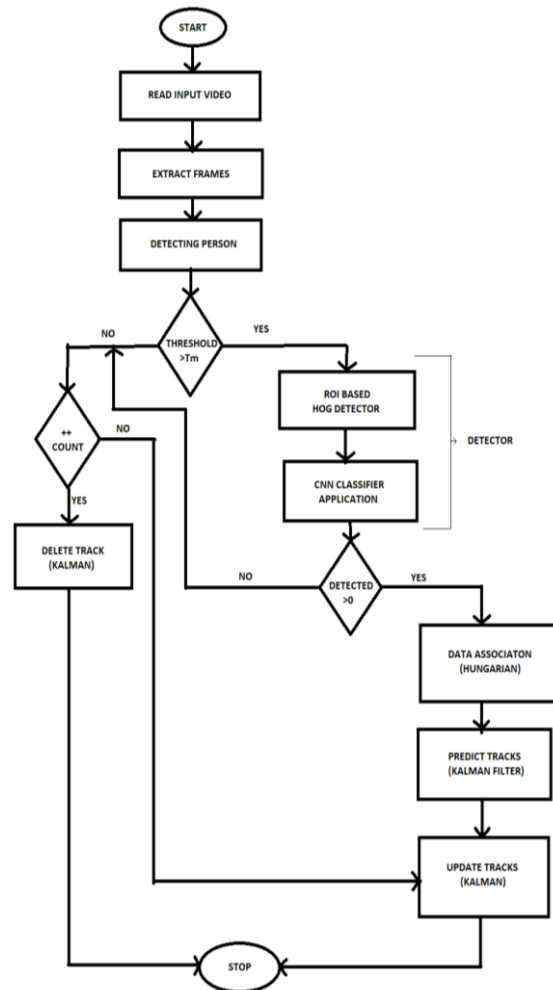 START
READ INPUT VIDEO
EXTRACT FRAMES
DETECTING PERSON
NO
THRESHOLD
>Tm
YES
ROI BASED
HOG DETECTOR
++
COUNT
NO
DETECTOR
CNN CLASSIFIER
APPLICATION
YES
DELETE TRACK
(KALMAN)
NO
DETECTED
>0
YES
DATA ASSOCIATON
(HUNGARIAN)
PREDICT TRACKS
(KALMAN FILTER)
UPDATE TRACKS
(KALMAN)
STOP